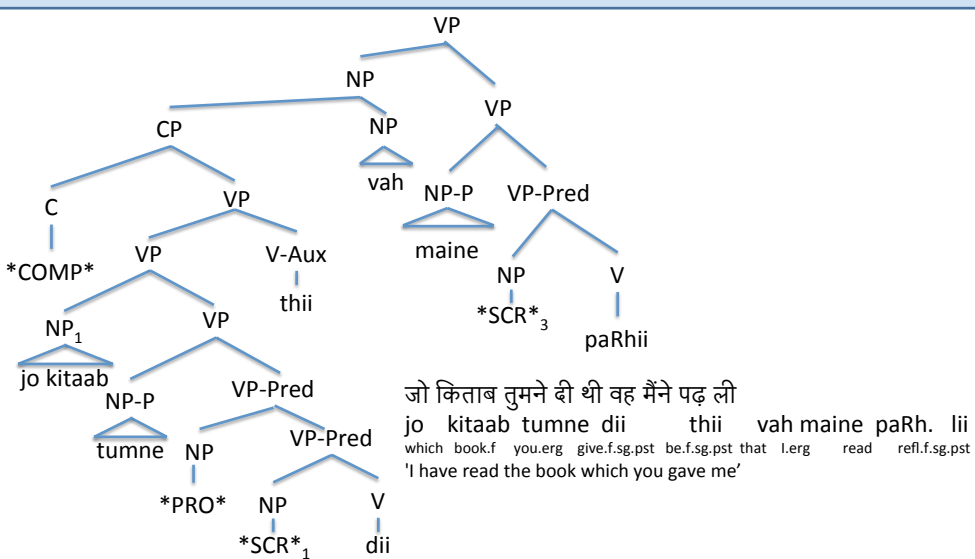 VP
NP
VP
CP
NP
vah
NP-P
VP-Pred
C
VP
maine
*COMP*
VP
V-Aux
NP
V
thii
*SCR*3
paRhii
NP1
VP
jo kitaab
NP-P
VP-Pred
tumne
NP
VP-Pred
*PRO*
NP
V
*SCR*1
dii
जो किताब तुमने दी थी वह मैंने पढ़ ली
jo kitaab tumne dii thii vah maine paRh. lii
which book.f you.erg give.f.sg.pst be.f.sg.pst that I.erg read refl.f.sg.pst
'I have read the book which you gave me’